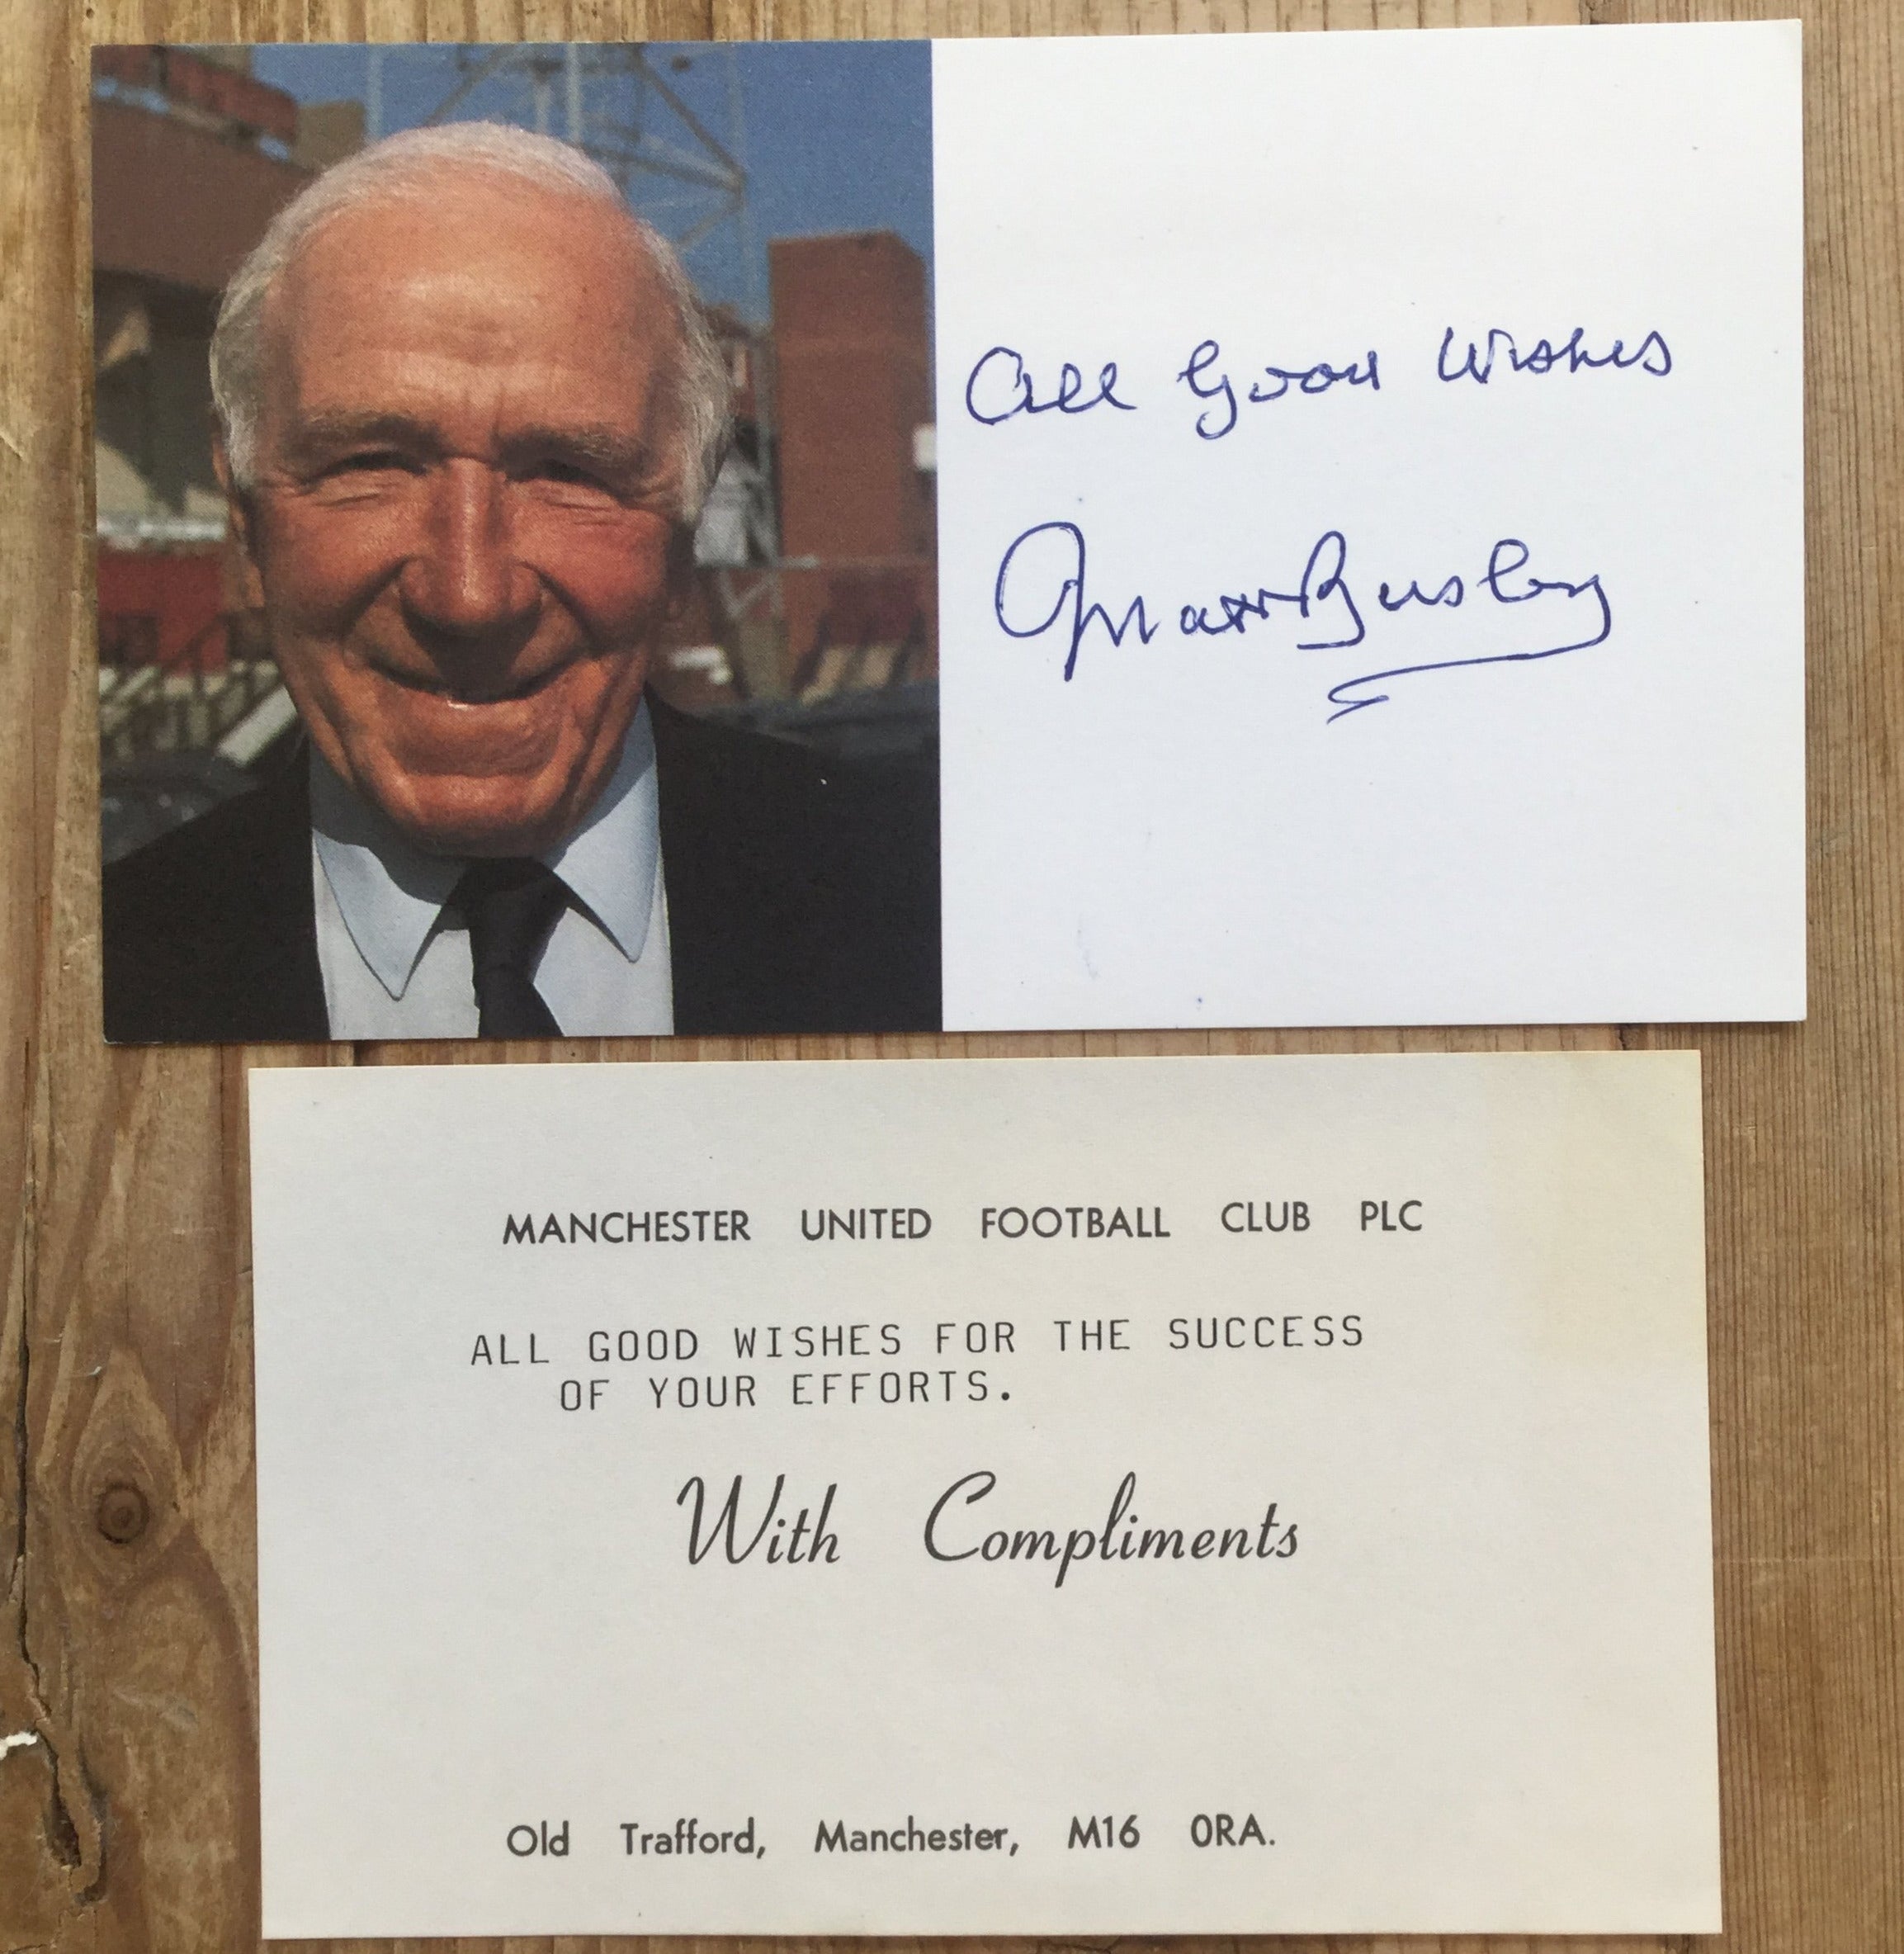 All Good Wishes
Matt Busby
MANCHESTER UNITED FOOTBALL CLUB PLC
ALL GOOD WISHES FOR THE SUCCESS
OF YOUR EFFORTS.
With Compliments
Old Trafford, Manchester, M16 0RA.